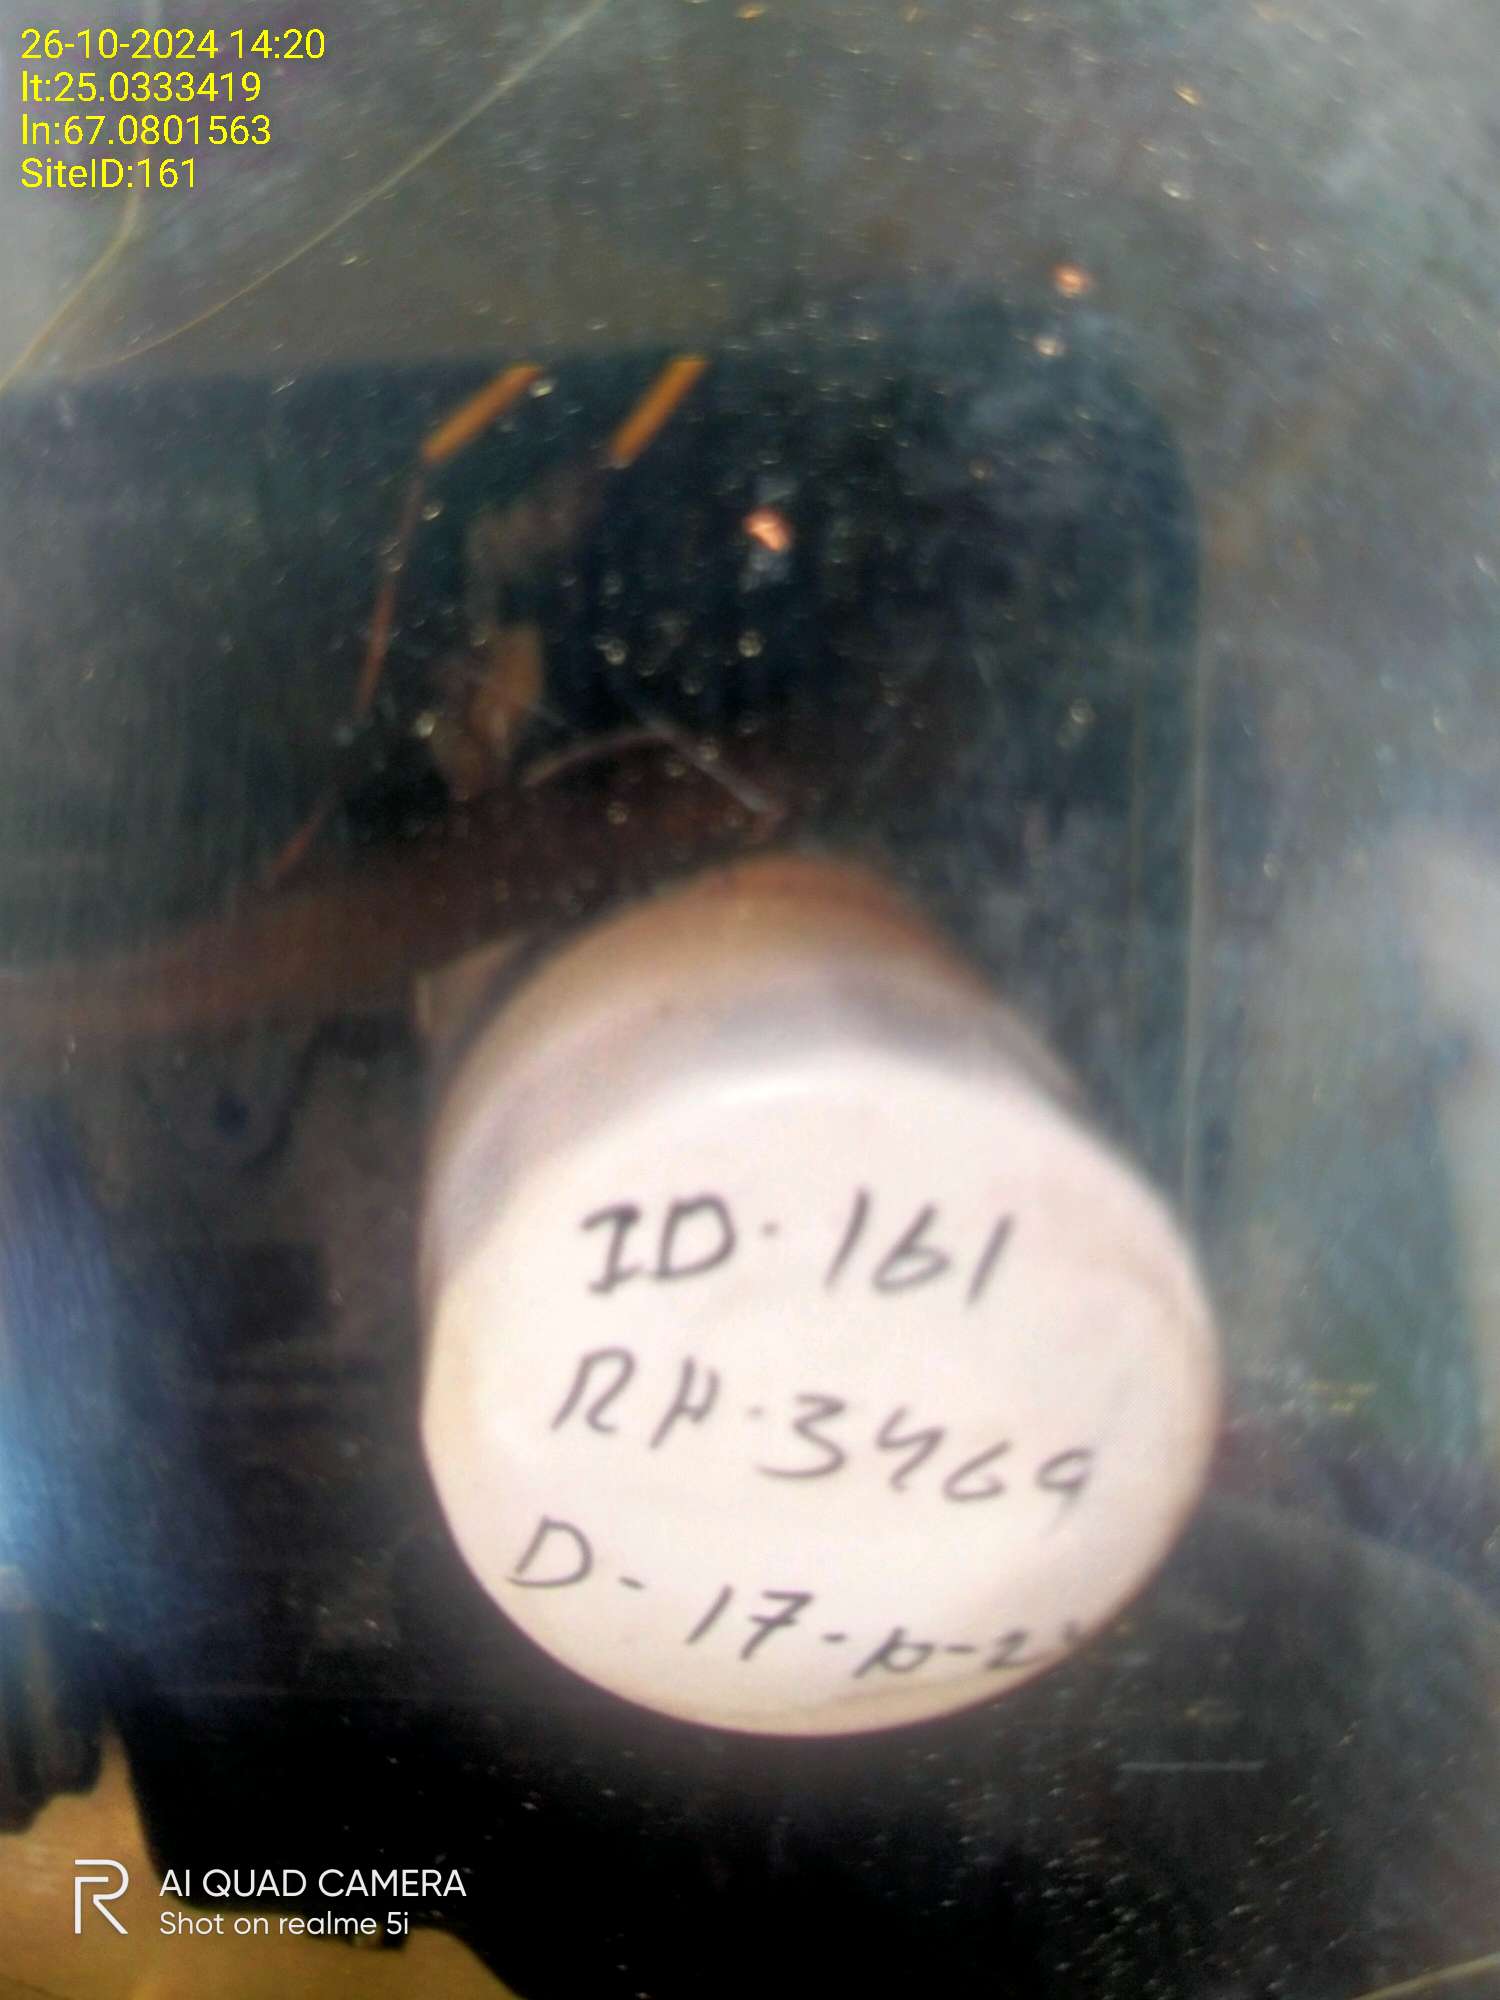 26-10-2024 14:20
lt:25.0333419
ln:67.0801563
SiteID:161
ID. 161
RH. 3469
D- 17-10-24
AI QUAD CAMERA
Shot on realme 5i